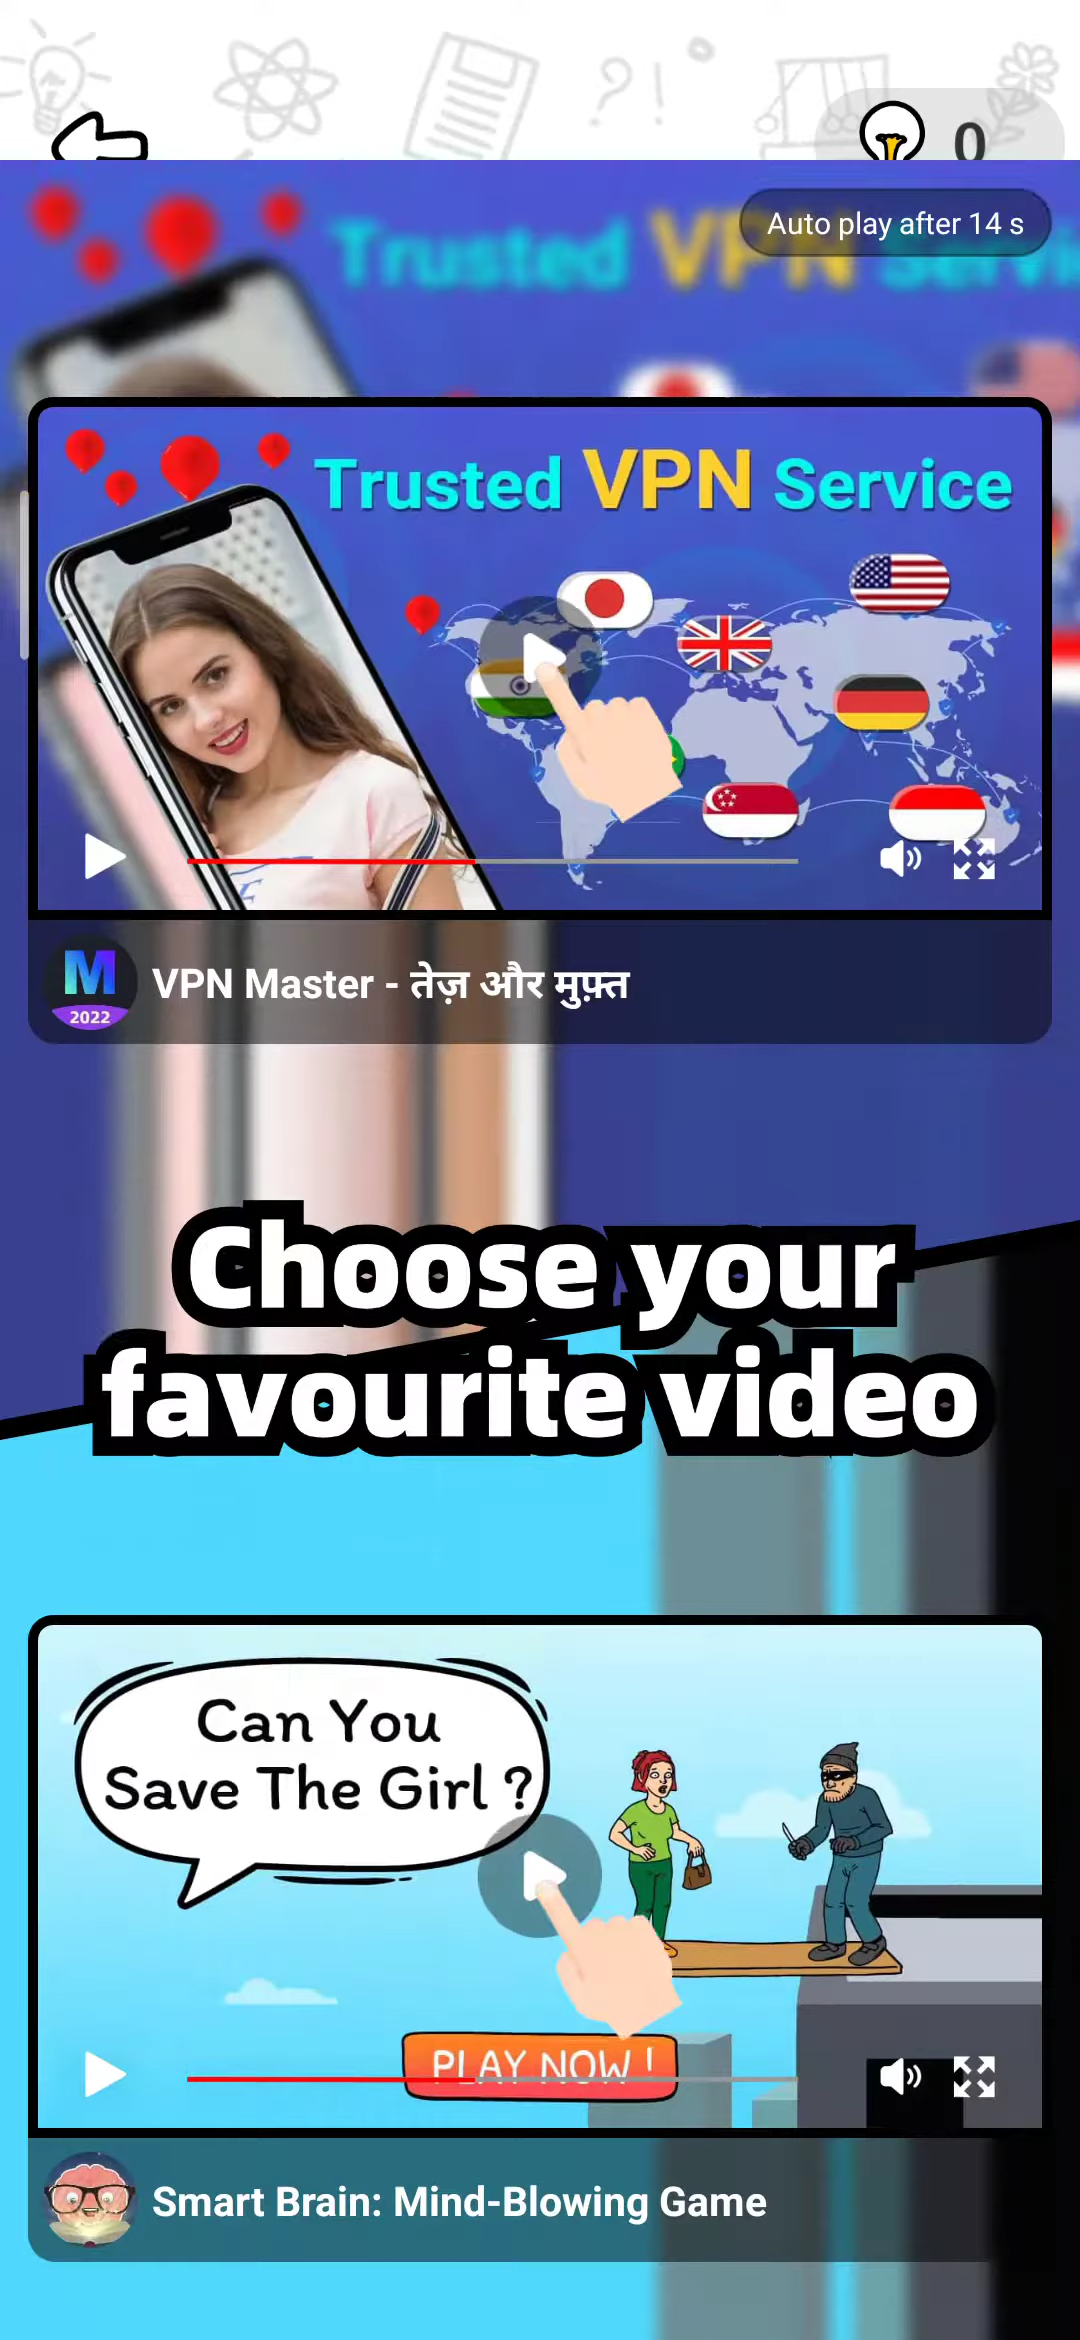 0
Auto play after 14 s
Trusted VPN Service
VPN Master - तेज़ और मुफ़्त
M
2022
Choose your
favourite video
Can You
Save The Girl ?
PLAY NOW !
Smart Brain: Mind-Blowing Game